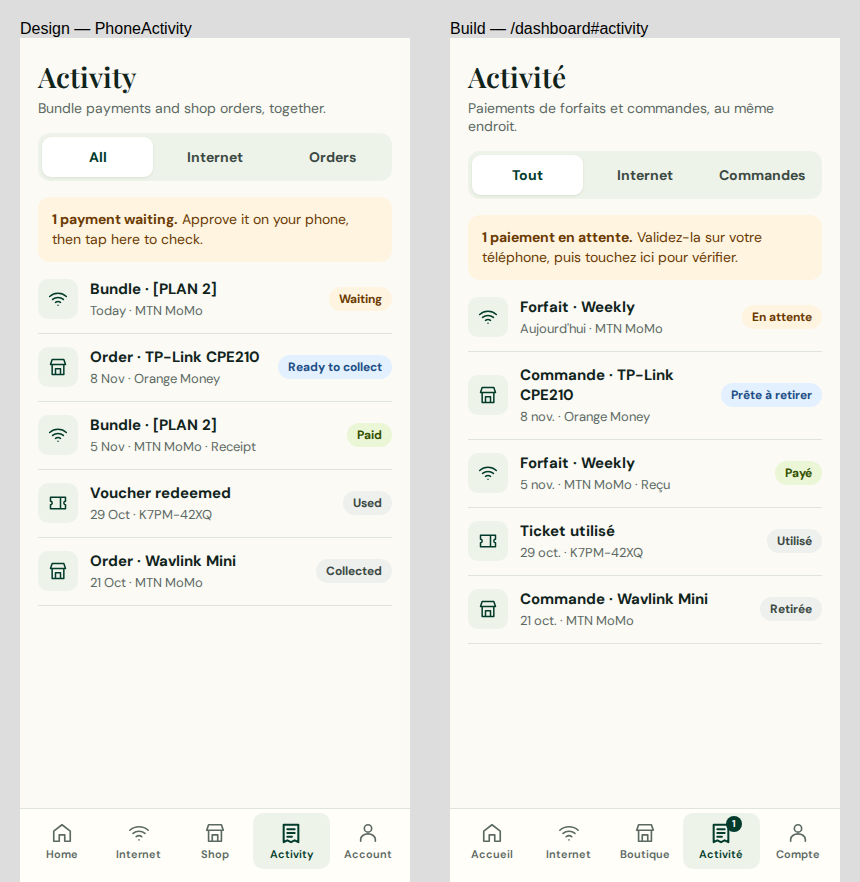 Design — PhoneActivity
Activity
Bundle payments and shop orders, together.
All
Internet
Orders
1 payment waiting. Approve it on your phone,
then tap here to check.
Bundle · [PLAN 2]
Today · MTN MoMo
Waiting
Order · TP-Link CPE210
8 Nov · Orange Money
Ready to collect
Bundle · [PLAN 2]
5 Nov · MTN MoMo · Receipt
Paid
Voucher redeemed
29 Oct · K7PM-42XQ
Used
Order · Wavlink Mini
21 Oct · MTN MoMo
Collected
Home
Internet
Shop
Activity
Account
Build — /dashboard#activity
Activité
Paiements de forfaits et commandes, au même
endroit.
Tout
Internet
Commandes
1 paiement en attente. Validez-la sur votre
téléphone, puis touchez ici pour vérifier.
Forfait · Weekly
Aujourd'hui · MTN MoMo
En attente
Commande · TP-Link
CPE210
8 nov. · Orange Money
Prête à retirer
Forfait · Weekly
5 nov. · MTN MoMo · Reçu
Payé
Ticket utilisé
29 oct. · K7PM-42XQ
Utilisé
Commande · Wavlink Mini
21 oct. · MTN MoMo
Retirée
Accueil
Internet
Boutique
1
Activité
Compte